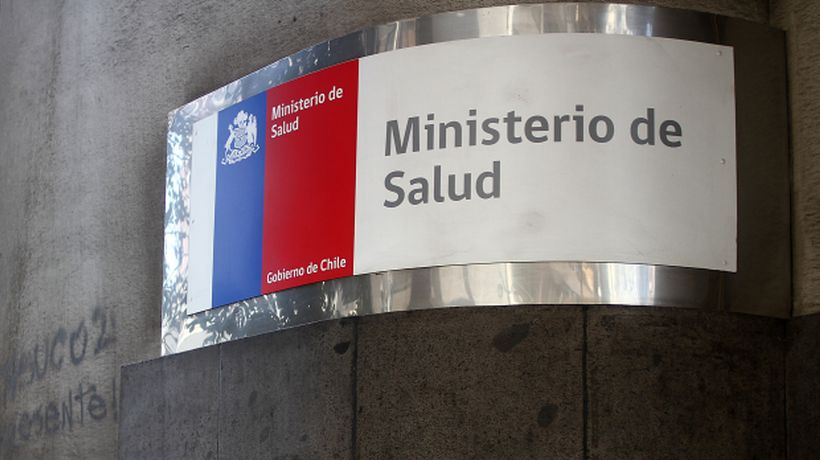 Ministerio de
Salud
Gobierno de Chile
Ministerio de
Salud